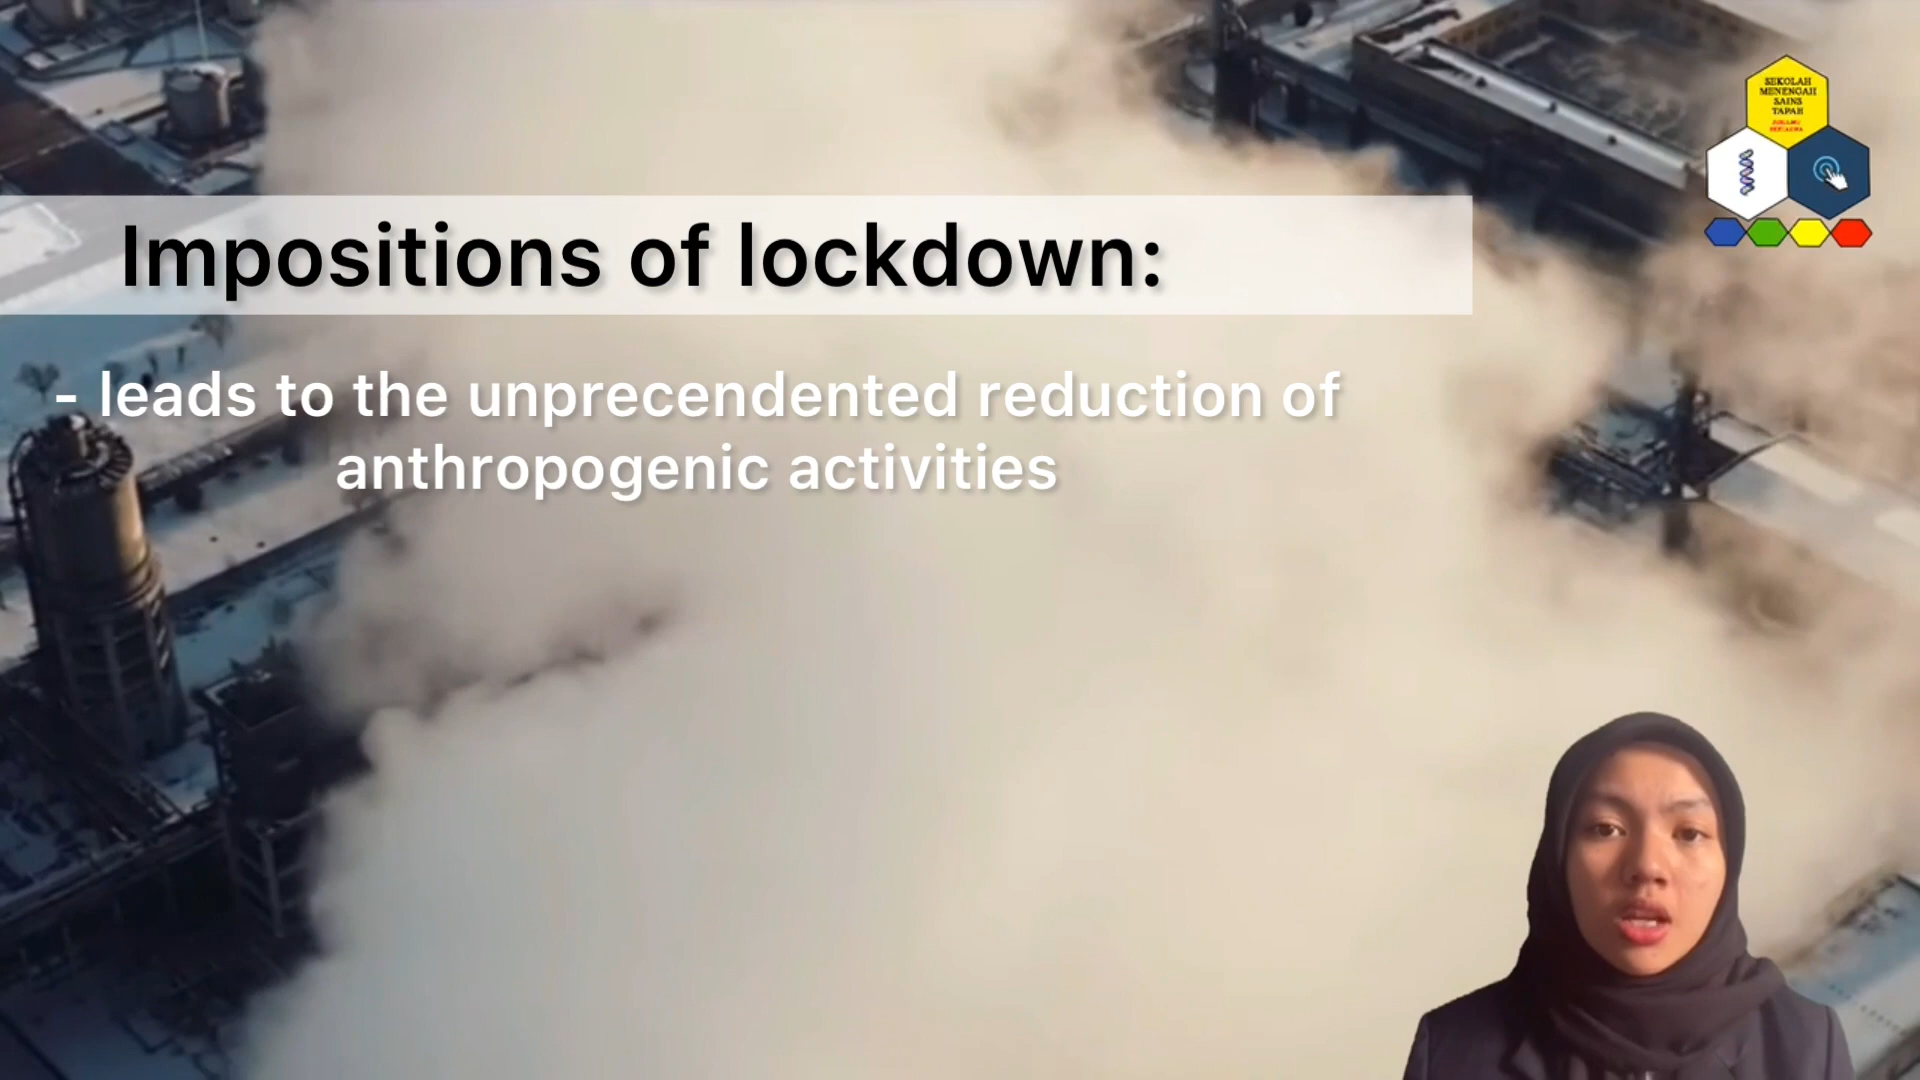 SEKOLAH
MENENGAH
SAINS
TAPAH
Impositions of lockdown:
- leads to the unprecendented reduction of
anthropogenic activities